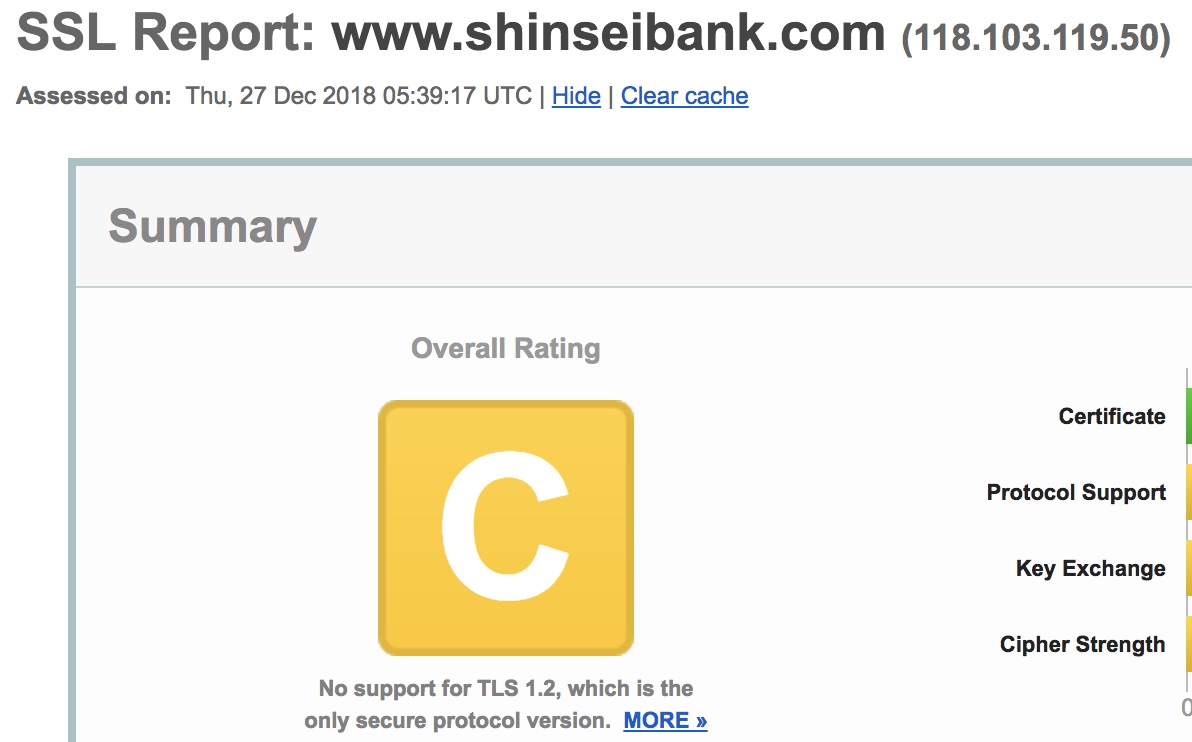 SSL Report: www.shinseibank.com (118.103.119.50)
Assessed on: Thu, 27 Dec 2018 05:39:17 UTC | Hide | Clear cache
Summary
Overall Rating
C
No support for TLS 1.2, which is the
only secure protocol version. MORE »
Certificate
Protocol Support
Key Exchange
Cipher Strength
0